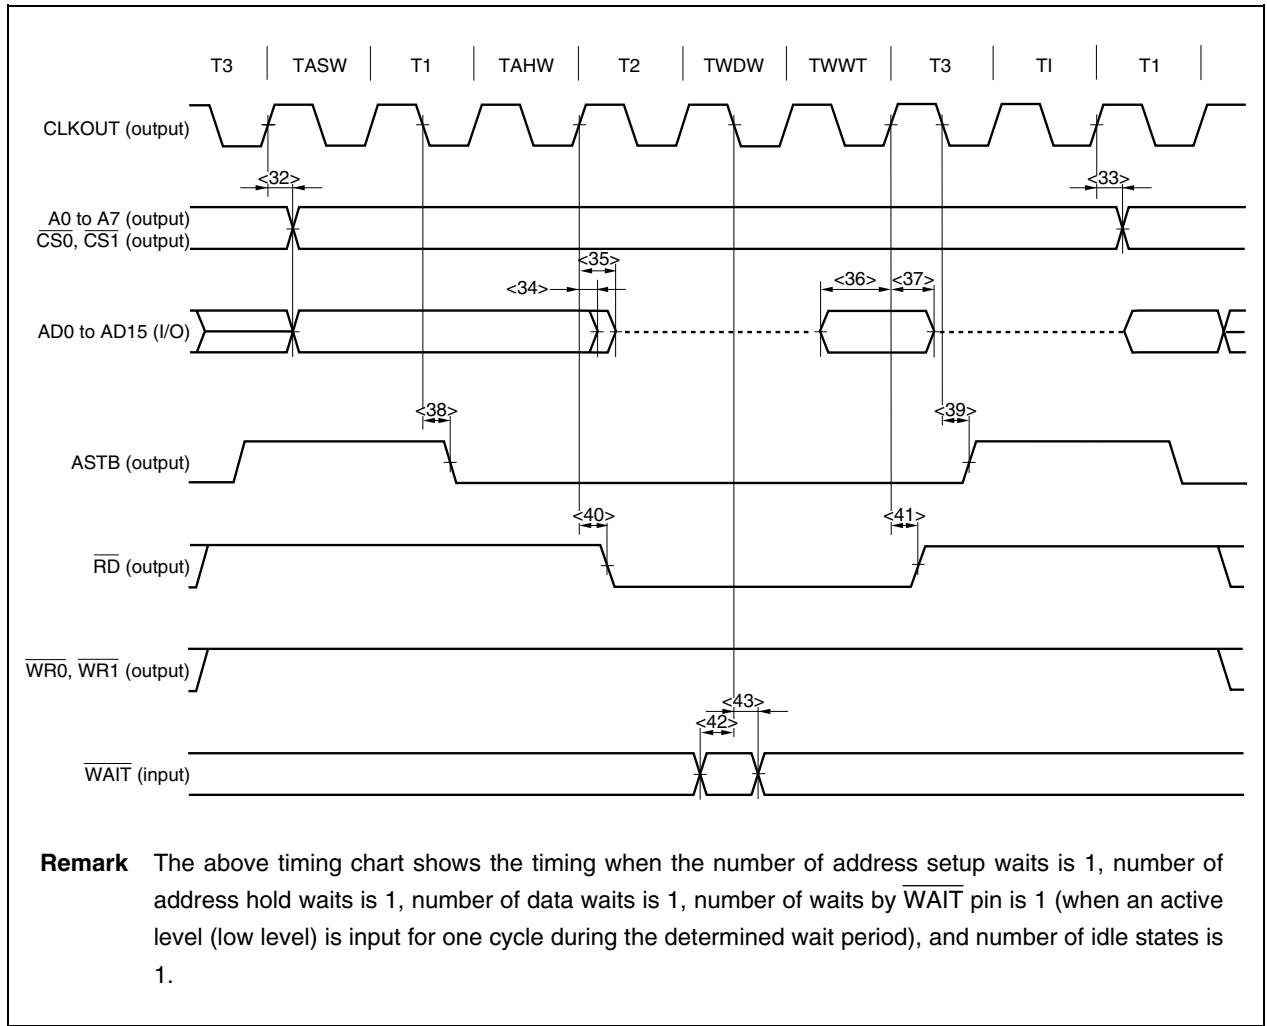 T3 TASW T1 TAHW T2 TWDW TWWT T3 TI T1
CLKOUT (output)
<32> <33>
A0 to A7 (output)
CS0, CS1 (output)
<35>
<34> <36> <37>
AD0 to AD15 (I/O)
<38> <39>
ASTB (output)
<40> <41>
RD (output)
WR0, WR1 (output)
<43>
<42>
WAIT (input)
Remark The above timing chart shows the timing when the number of address setup waits is 1, number of
address hold waits is 1, number of data waits is 1, number of waits by WAIT pin is 1 (when an active
level (low level) is input for one cycle during the determined wait period), and number of idle states is
1.